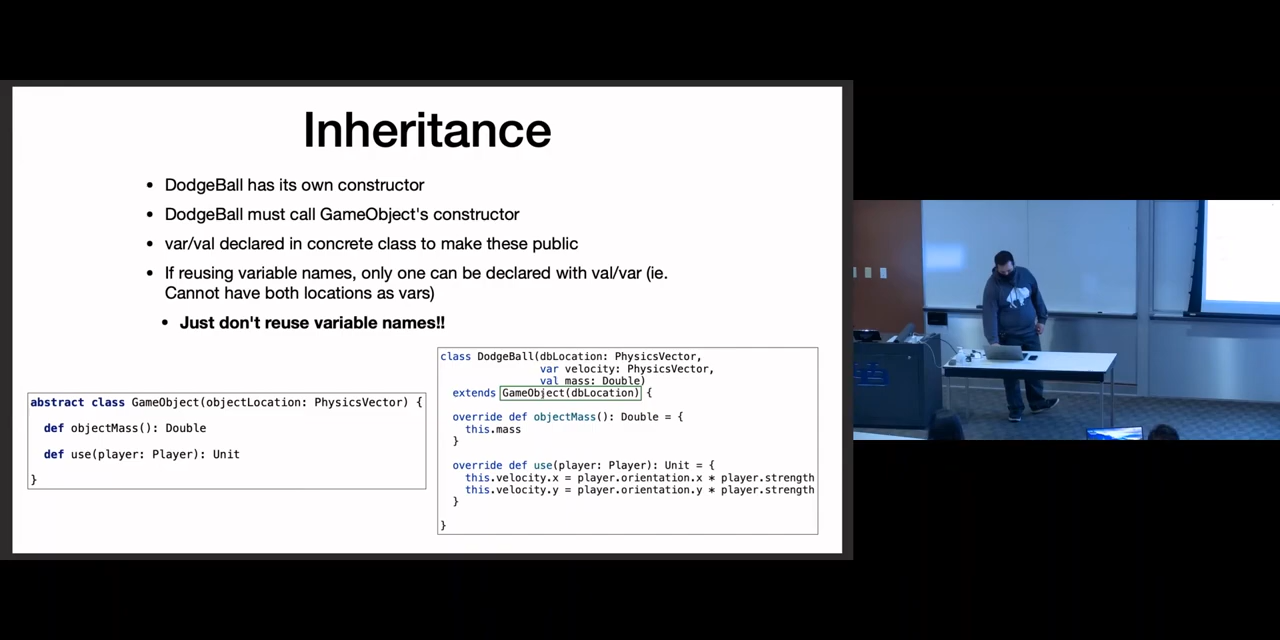 Inheritance
• DodgeBall has its own constructor
• DodgeBall must call GameObject's constructor
• var/val declared in concrete class to make these public
• If reusing variable names, only one can be declared with val/var (ie.
Cannot have both locations as vars)
• Just don't reuse variable names!!
abstract class GameObject(objectLocation: PhysicsVector) {
def objectMass(): Double
def use(player: Player): Unit
}
class DodgeBall(dbLocation: PhysicsVector,
var velocity: PhysicsVector,
val mass: Double)
extends GameObject(dbLocation) {
override def objectMass(): Double = {
this.mass
}
override def use(player: Player): Unit = {
this.velocity.x = player.orientation.x * player.strength
this.velocity.y = player.orientation.y * player.strength
}
}